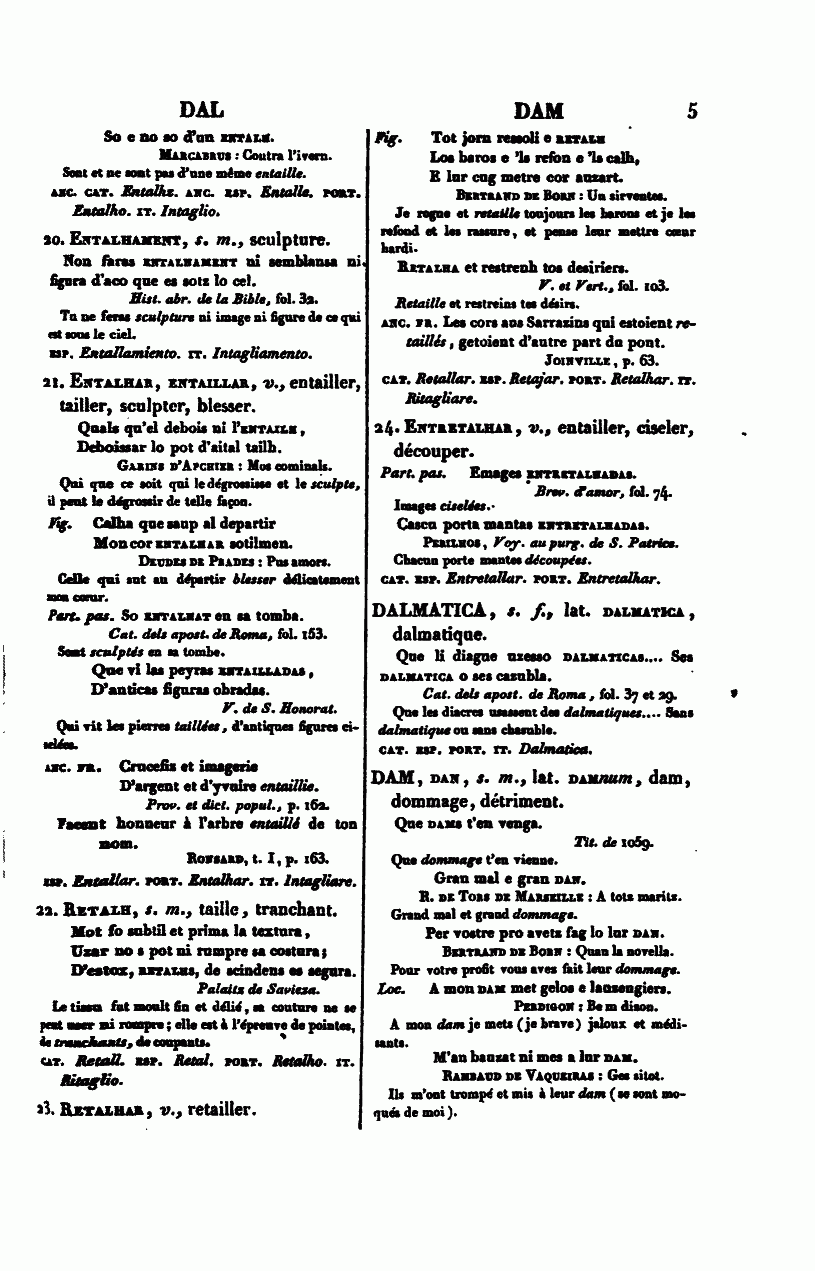 DAL
So e no so d'un ENTALH.
MARCABRUS : Contra l'ivern.
Sont et ne sont pas d'une même entaille.
ANC. CAT. Entalhs. ANC. ESP. Entalle. PORT.
Entalho. IT. Intaglio.
20. ENTALHAMENT, s. m., sculpture.
Non faras ENTALHAMENT ni semblansa ni
figura d'aco que es sotz lo cel.
Hist. abr. de la Bible, fol. 32.
Tu ne feras sculpture ni image ni figure de ce qui
est sous le ciel.
ESP. Entallamiento. IT. Intagliamento.
21. ENTALHAR, ENTAILLAR, v., entailler,
tailler, sculpter, blesser.
Quals qu'el debois ni l'ENTAILH,
Deboissar lo pot d'aital tailh.
GARINS D'APCHIER : Mos cominals.
Qui que ce soit qui le dégrossisse et le sculpte,
il peut le dégrossir de telle façon.
Fig. Calha que saup al departir
Mon cor ENTALHAR sotilmen.
DEUDES DE PRADES : Pus amors.
Celle qui sut au départir blesser délicatement
mon cœur.
Part. pas. So ENTALHAT en sa tomba.
Cat. dels apost. de Roma, fol. 153.
Sont sculptés en sa tombe.
Que vi las peyras ENTAILLADAS,
D'anticas figuras obradas.
V. de S. Honorat.
Qui vit les pierres taillées, d'antiques figures ci-
selées.
ANC. FR. Crucefis et imagerie
D'argent et d'yvuire entaillie.
Prov. et dict. popul., p. 162.
Facent honneur à l'arbre entaillé de ton
nom.
RONSARD, t. I, p. 163.
ESP. Entallar. PORT. Entalhar. IT. Intagliare.
22. RETALH, s. m., taille, tranchant.
Mot fo subtil et prima la textura,
Uzar no s pot ni rumpre sa costura;
D'estox, RETALHS, de scindens es segura.
Palaitz de Savieza.
Le tissu fut moult fin et délié, sa couture ne se
peut user ni rompre; elle est à l'épreuve de pointes,
de tranchants, de coupants.
CAT. Retall. ESP. Retal. PORT. Retalho. IT.
Ritaglio.
23. RETALHAR, v., retailler.
DAM 5
Fig. Tot jorn ressoli e RETALH
Los baros e 'ls refon e 'ls calh,
E lur cug metre cor auzart.
BERTRAND DE BORN : Un sirventes.
Je rogne et retaille toujours les barons et je les
refond et les rassure, et pense leur mettre cœur
hardi.
RETALHA et restrenh tos desiriers.
V. et Vert., fol. 103.
Retaille et restreins tes désirs.
ANC. FR. Les cors aus Sarrazins qui estoient re-
taillés, getoient d'autre part du pont.
JOINVILLE, p. 63.
CAT. Retallar. ESP. Retajar. PORT. Retalhar. IT.
Ritagliare.
24. ENTRETALHAR, v., entailler, ciseler,
découper.
Part. pas. Emages ENTRETALHADAS.
Brev. d'amor, fol. 74.
Images ciselées.
Cascu porta mantas ENTRETALHADAS.
PERILHOS, Voy. au purg. de S. Patrice.
Chacun porte mantes découpées.
CAT. ESP. Entretallar. PORT. Entretalhar.
DALMATICA, s. f., lat. DALMATICA,
dalmatique.
Que li diague uzesso DALMATICAS.... Ses
DALMATICA o ses casubla.
Cat. dels apost. de Roma, fol. 37 et 29.
Que les diacres usassent des dalmatiques.... Sans
dalmatique ou sans chasuble.
CAT. ESP. PORT. IT. Dalmatica.
DAM, DAN, s. m., lat. DAMnum, dam,
dommage, détriment.
Que DAMS t'en venga.
Tit. de 1059.
Que dommage t'en vienne.
Gran mal e gran DAN.
R. DE TORS DE MARSEILLE : A totz marits.
Grand mal et grand dommage.
Per vostre pro avetz fag lo lur DAN.
BERTRAND DE BORN : Quan la novella.
Pour votre profit vous aves fait leur dommage.
Loc. A mon DAM met gelos e lausengiers.
PERDIGON : Be m dison.
A mon dam je mets (je brave) jaloux et médi-
sants.
M'an bauzat ni mes a lur DAM.
RAMBAUD DE VAQUEIRAS : Ges sitot.
Ils m'ont trompé et mis à leur dam (se sont mo-
qués de moi).